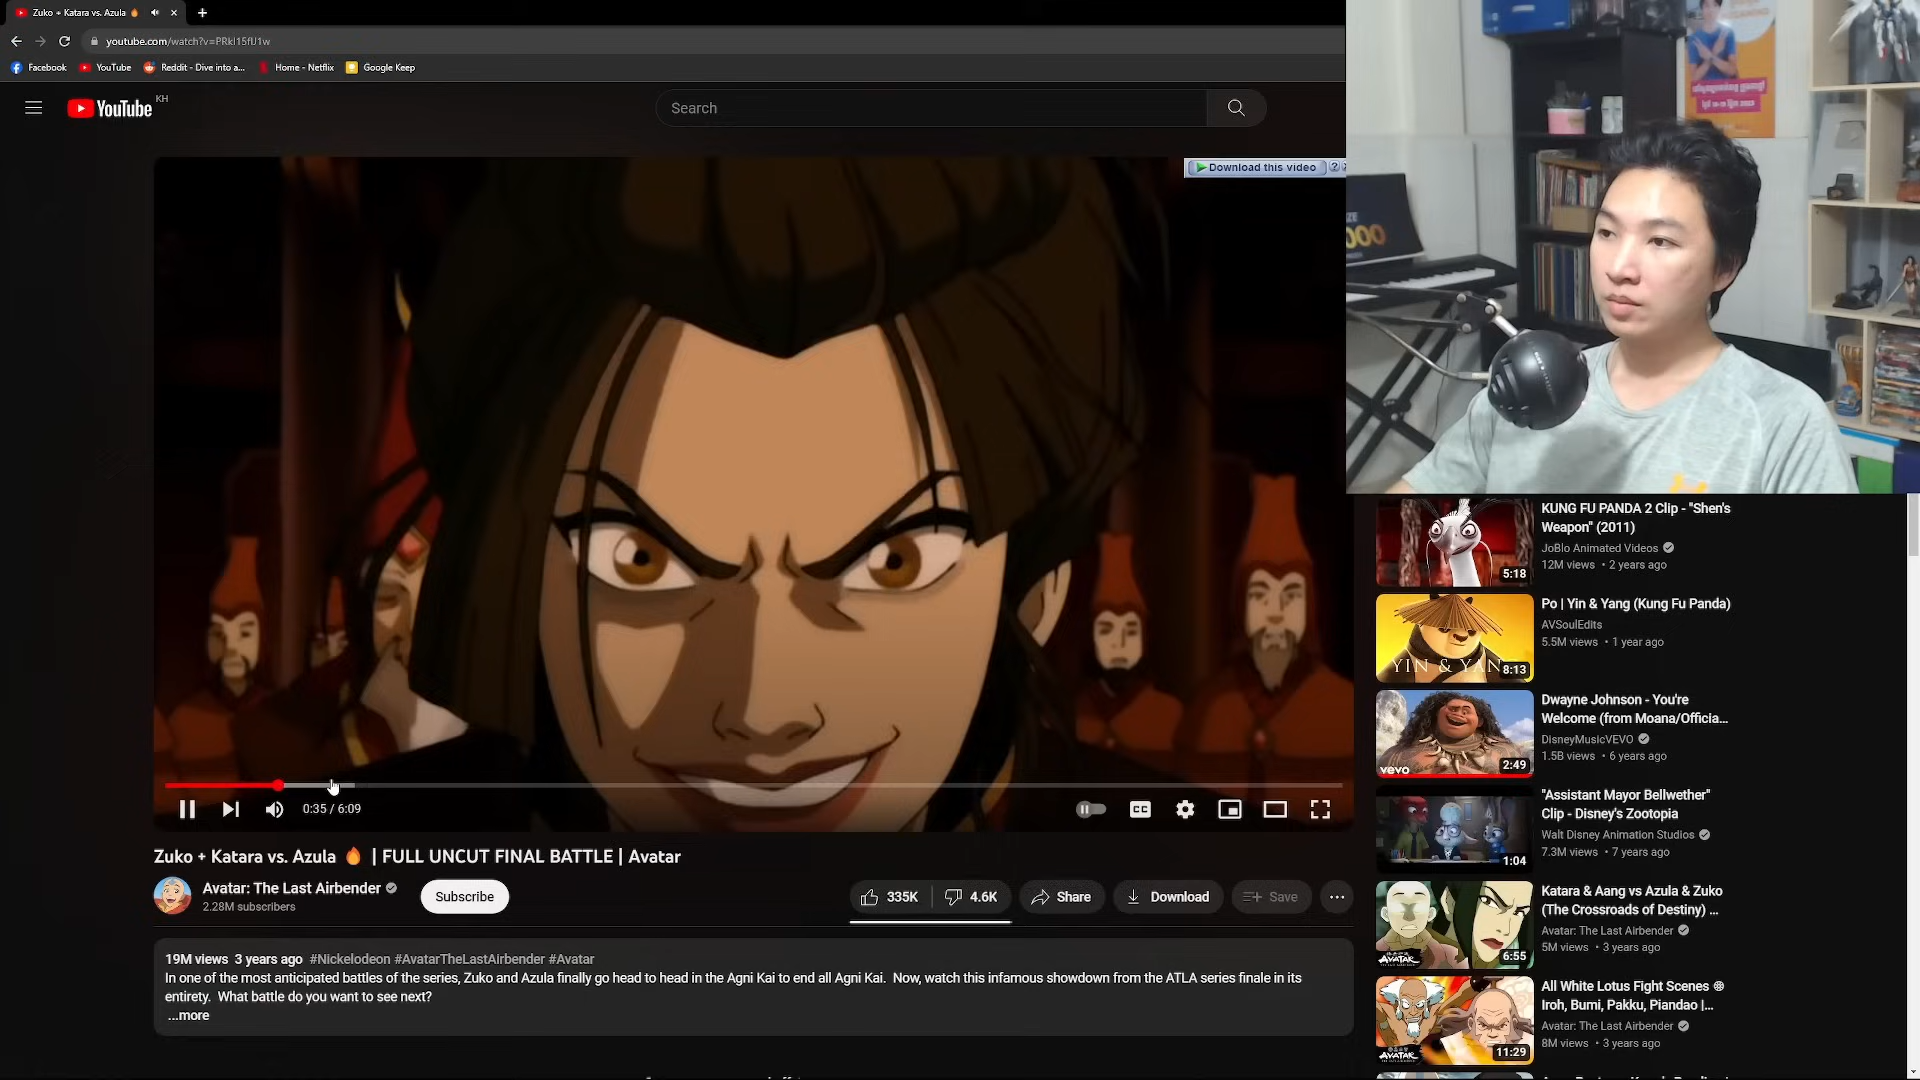 Zuko + Katara vs. Azula 🔥
youtube.com/watch?v=PRkl15fU1w
Facebook
YouTube
Reddit - Dive into a...
Home - Netflix
Google Keep
YouTube KH
Search
Download this video
000
0:35 / 6:09
CC
Zuko + Katara vs. Azula 🔥 | FULL UNCUT FINAL BATTLE | Avatar
Avatar: The Last Airbender
2.28M subscribers
Subscribe
335K
4.6K
Share
Download
Save
19M views 3 years ago #Nickelodeon #AvatarTheLastAirbender #Avatar
In one of the most anticipated battles of the series, Zuko and Azula finally go head to head in the Agni Kai to end all Agni Kai. Now, watch this infamous showdown from the ATLA series finale in its
entirety. What battle do you want to see next?
...more
5:18
KUNG FU PANDA 2 Clip - "Shen's
Weapon" (2011)
JoBlo Animated Videos
12M views • 2 years ago
YIN & YAN
8:13
Po | Yin & Yang (Kung Fu Panda)
AVSoulEdits
5.5M views • 1 year ago
vevo
2:49
Dwayne Johnson - You're
Welcome (from Moana/Officia...
DisneyMusicVEVO
1.5B views • 6 years ago
1:04
"Assistant Mayor Bellwether"
Clip - Disney's Zootopia
Walt Disney Animation Studios
7.3M views • 7 years ago
AVATAR
6:55
Katara & Aang vs Azula & Zuko
(The Crossroads of Destiny) ...
Avatar: The Last Airbender
5M views • 3 years ago
AVATAR
11:29
All White Lotus Fight Scenes
Iroh, Bumi, Pakku, Piandao |...
Avatar: The Last Airbender
8M views • 3 years ago